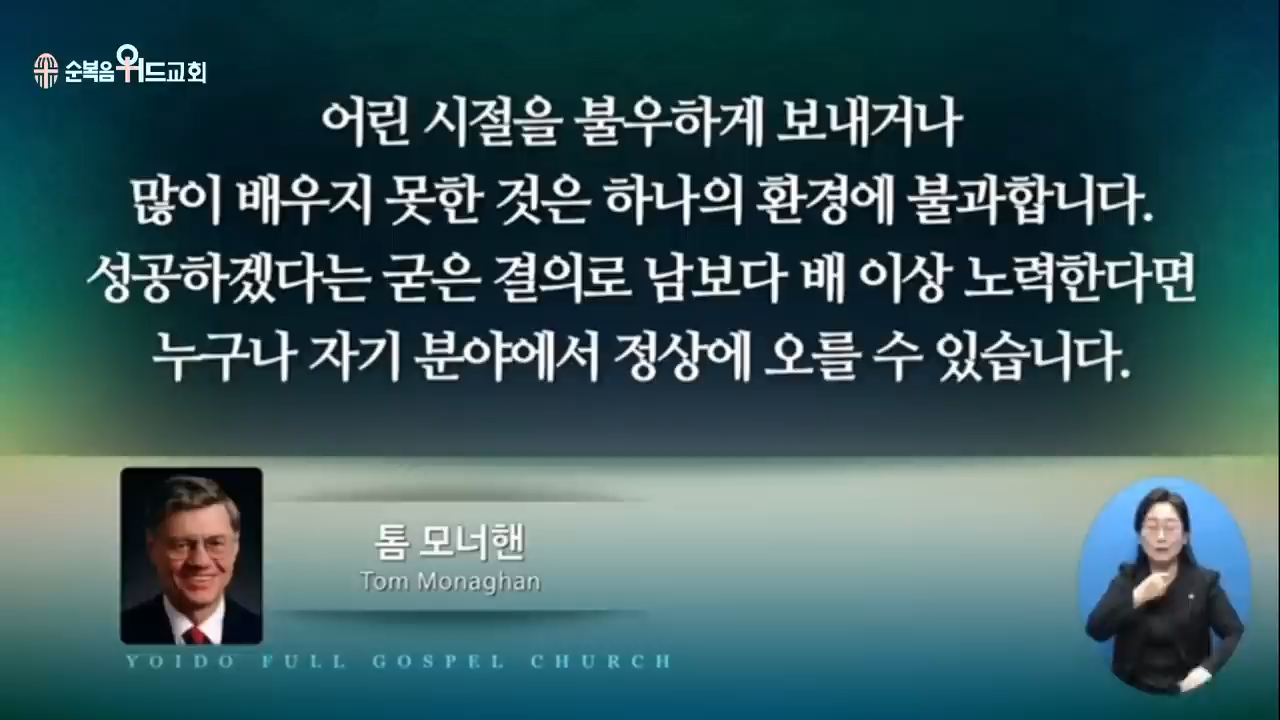 순복음위드교회
어린 시절을 불우하게 보내거나
많이 배우지 못한 것은 하나의 환경에 불과합니다.
성공하겠다는 굳은 결의로 남보다 배 이상 노력한다면
누구나 자기 분야에서 정상에 오를 수 있습니다.
톰 모너핸
Tom Monaghan
YOIDO FULL GOSPEL CHURCH